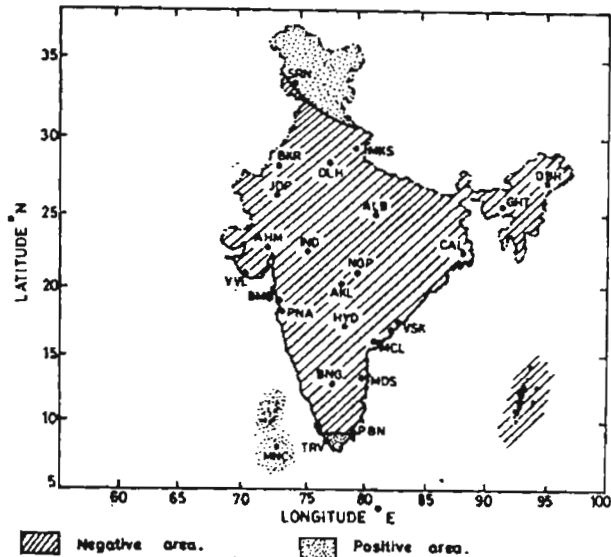 35
SRN
30
BKR
MKS
DLH
JDP
DBH
GHT
ALB
25
AHM
IND
CAL
NGP
VVL
AKL
20
BMB
PNA
HYD
VSK
MCL
15
BNG
MDS
10
PBN
TRV
MNC
5
60 65 70 75 80 85 90 95 100
LATITUDE °N
LONGITUDE °E
Negative area. Positive area.